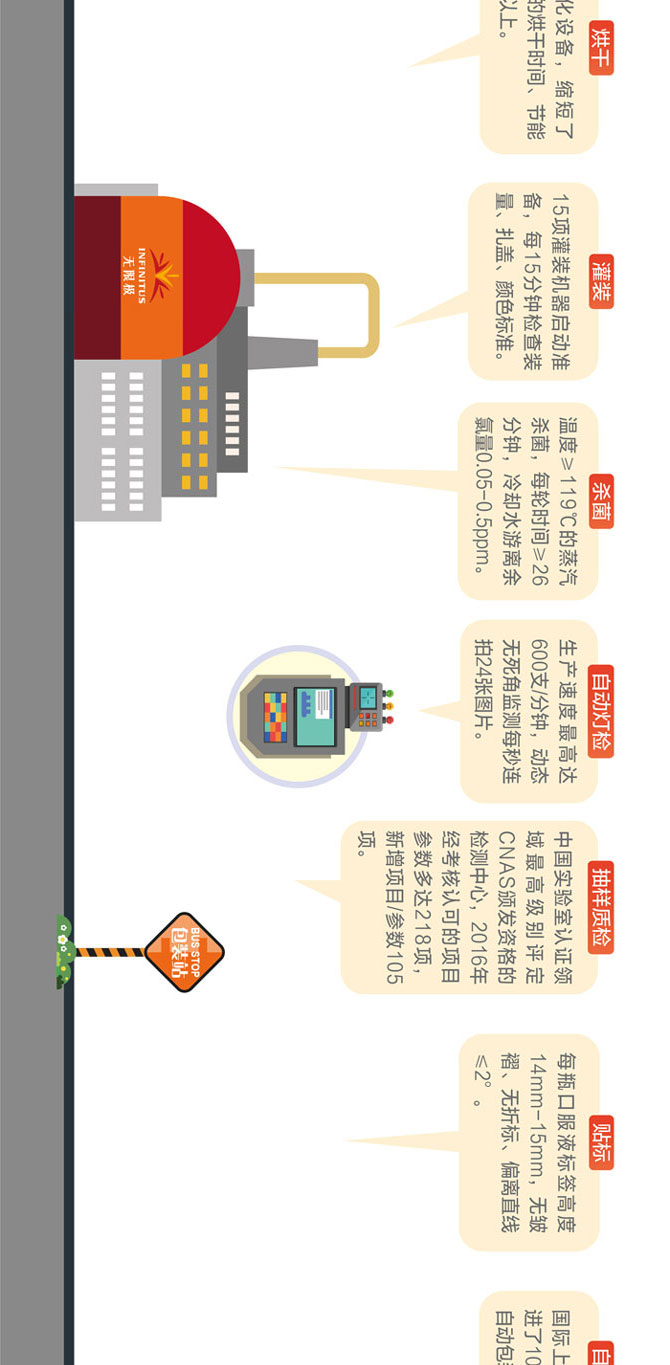 烘干
化设备，缩短了
的烘干时间、节能
以上。
灌装
15项灌装机器启动准
备，每15分钟检查装
量、扎盖、颜色标准。
INFINITUS
无限极
杀菌
温度≥119℃的蒸汽
杀菌，每轮时间≥26
分钟，冷却水游离余
氯量0.05-0.5ppm。
自动灯检
生产速度最高达
600支/分钟，动态
无死角监测每秒连
拍24张图片。
抽样质检
中国实验室认证领
域最高级别评定
CNAS颁发资格的
检测中心，2016年
经考核认可的项目
参数多达218项，
新增项目/参数105
项。
BUS STOP
包装站
贴标
每瓶口服液标签高度
14mm-15mm，无皱
褶、无折标、偏离直线
≤2°。
自
国际上
进了10
自动包